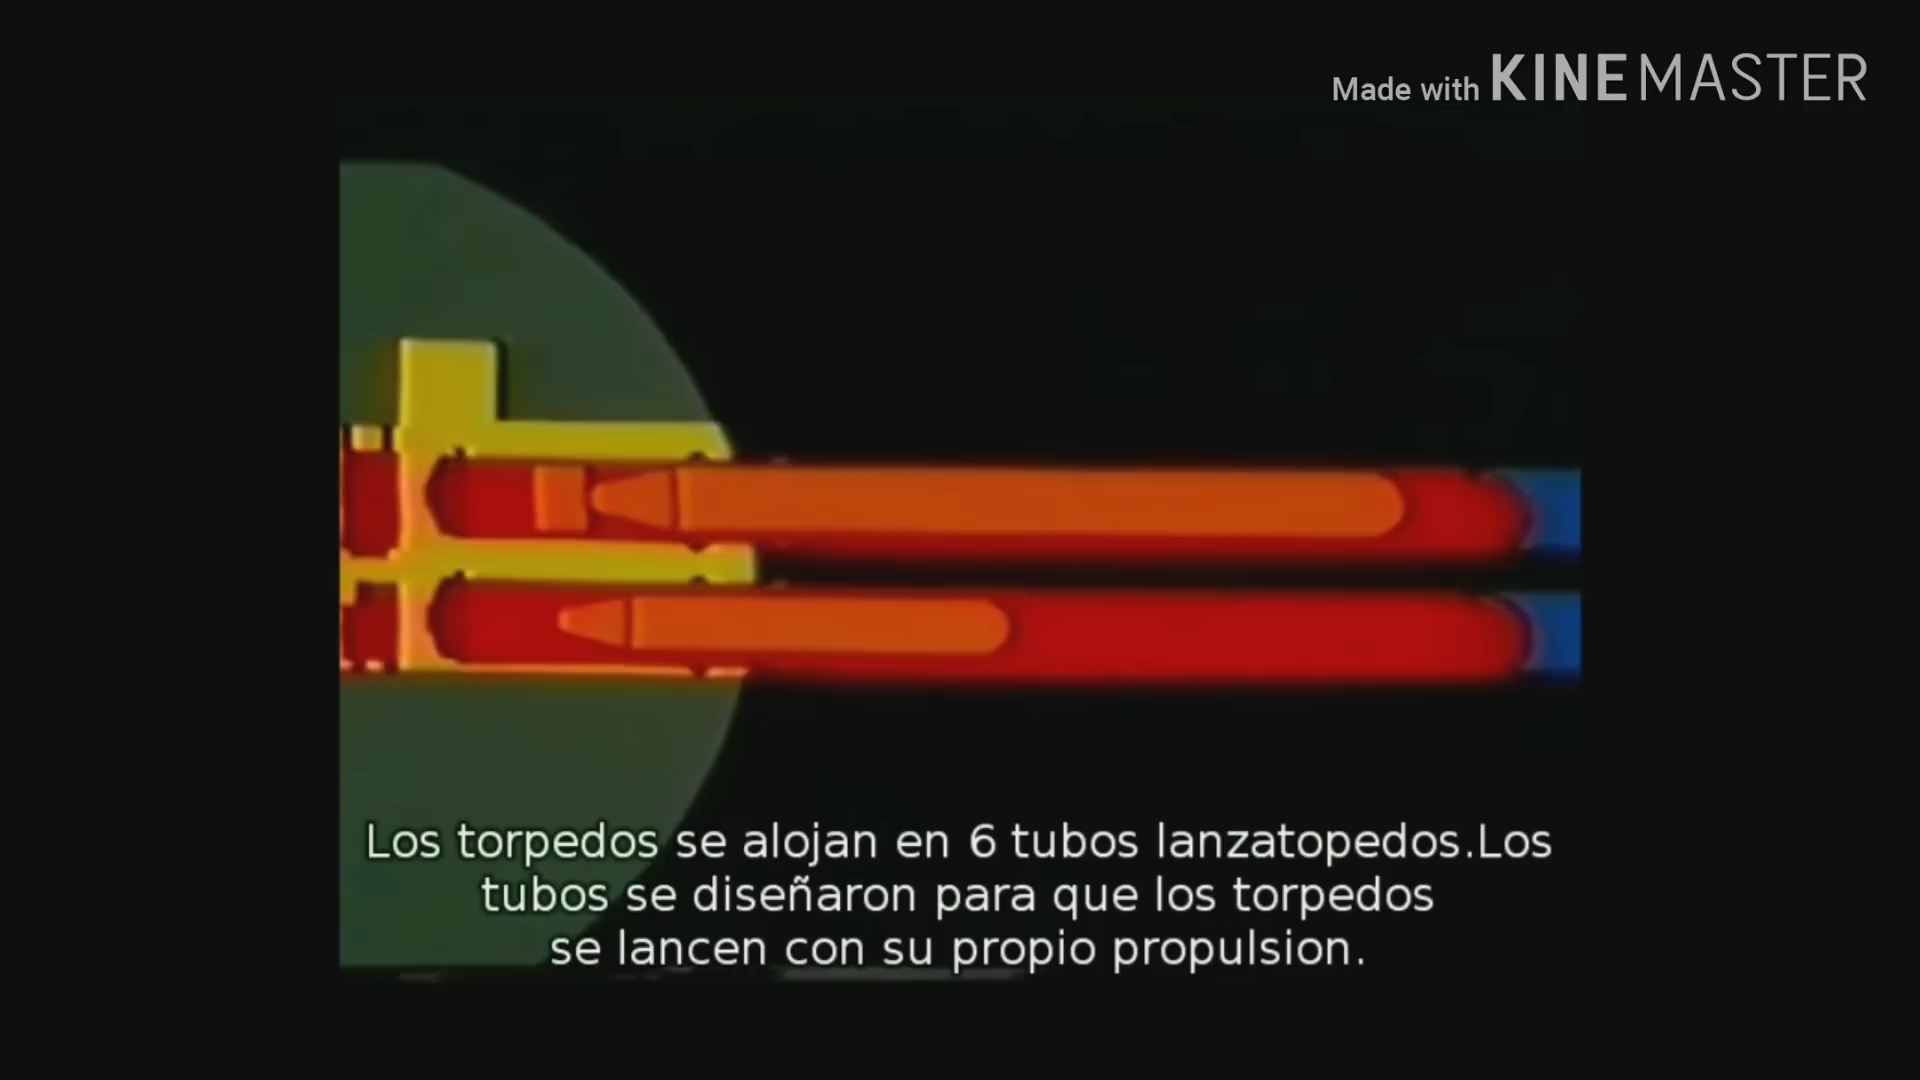 Made with KINEMASTER
Los torpedos se alojan en 6 tubos lanzatopedos.Los
tubos se diseñaron para que los torpedos
se lancen con su propio propulsion.